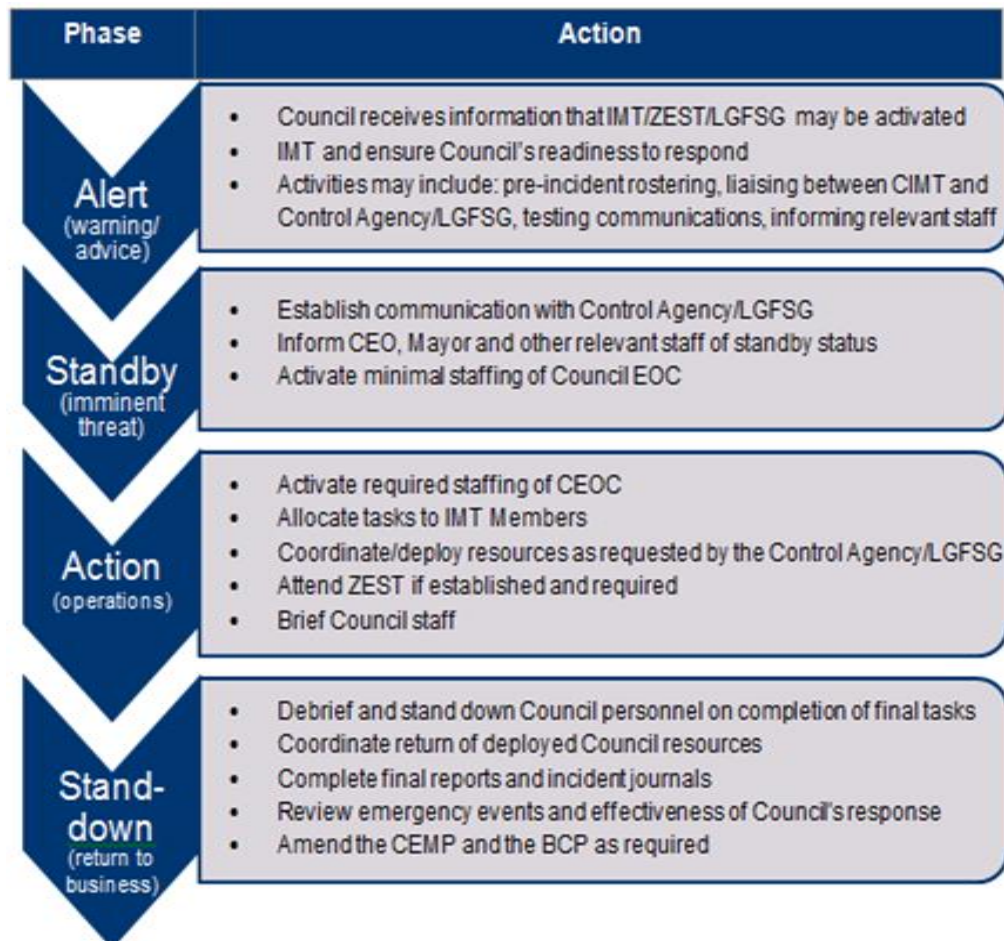 Phase
Action
Alert
(warning/
advice)
• Council receives information that IMT/ZEST/LGFSG may be activated
• IMT and ensure Council's readiness to respond
• Activities may include: pre-incident rostering, liaising between CIMT and
Control Agency/LGFSG, testing communications, informing relevant staff
Standby
(imminent
threat)
• Establish communication with Control Agency/LGFSG
• Inform CEO, Mayor and other relevant staff of standby status
• Activate minimal staffing of Council EOC
Action
(operations)
• Activate required staffing of CEOC
• Allocate tasks to IMT Members
• Coordinate/deploy resources as requested by the Control Agency/LGFSG
• Attend ZEST if established and required
• Brief Council staff
Stand-
down
(return to
business)
• Debrief and stand down Council personnel on completion of final tasks
• Coordinate return of deployed Council resources
• Complete final reports and incident journals
• Review emergency events and effectiveness of Council's response
• Amend the CEMP and the BCP as required